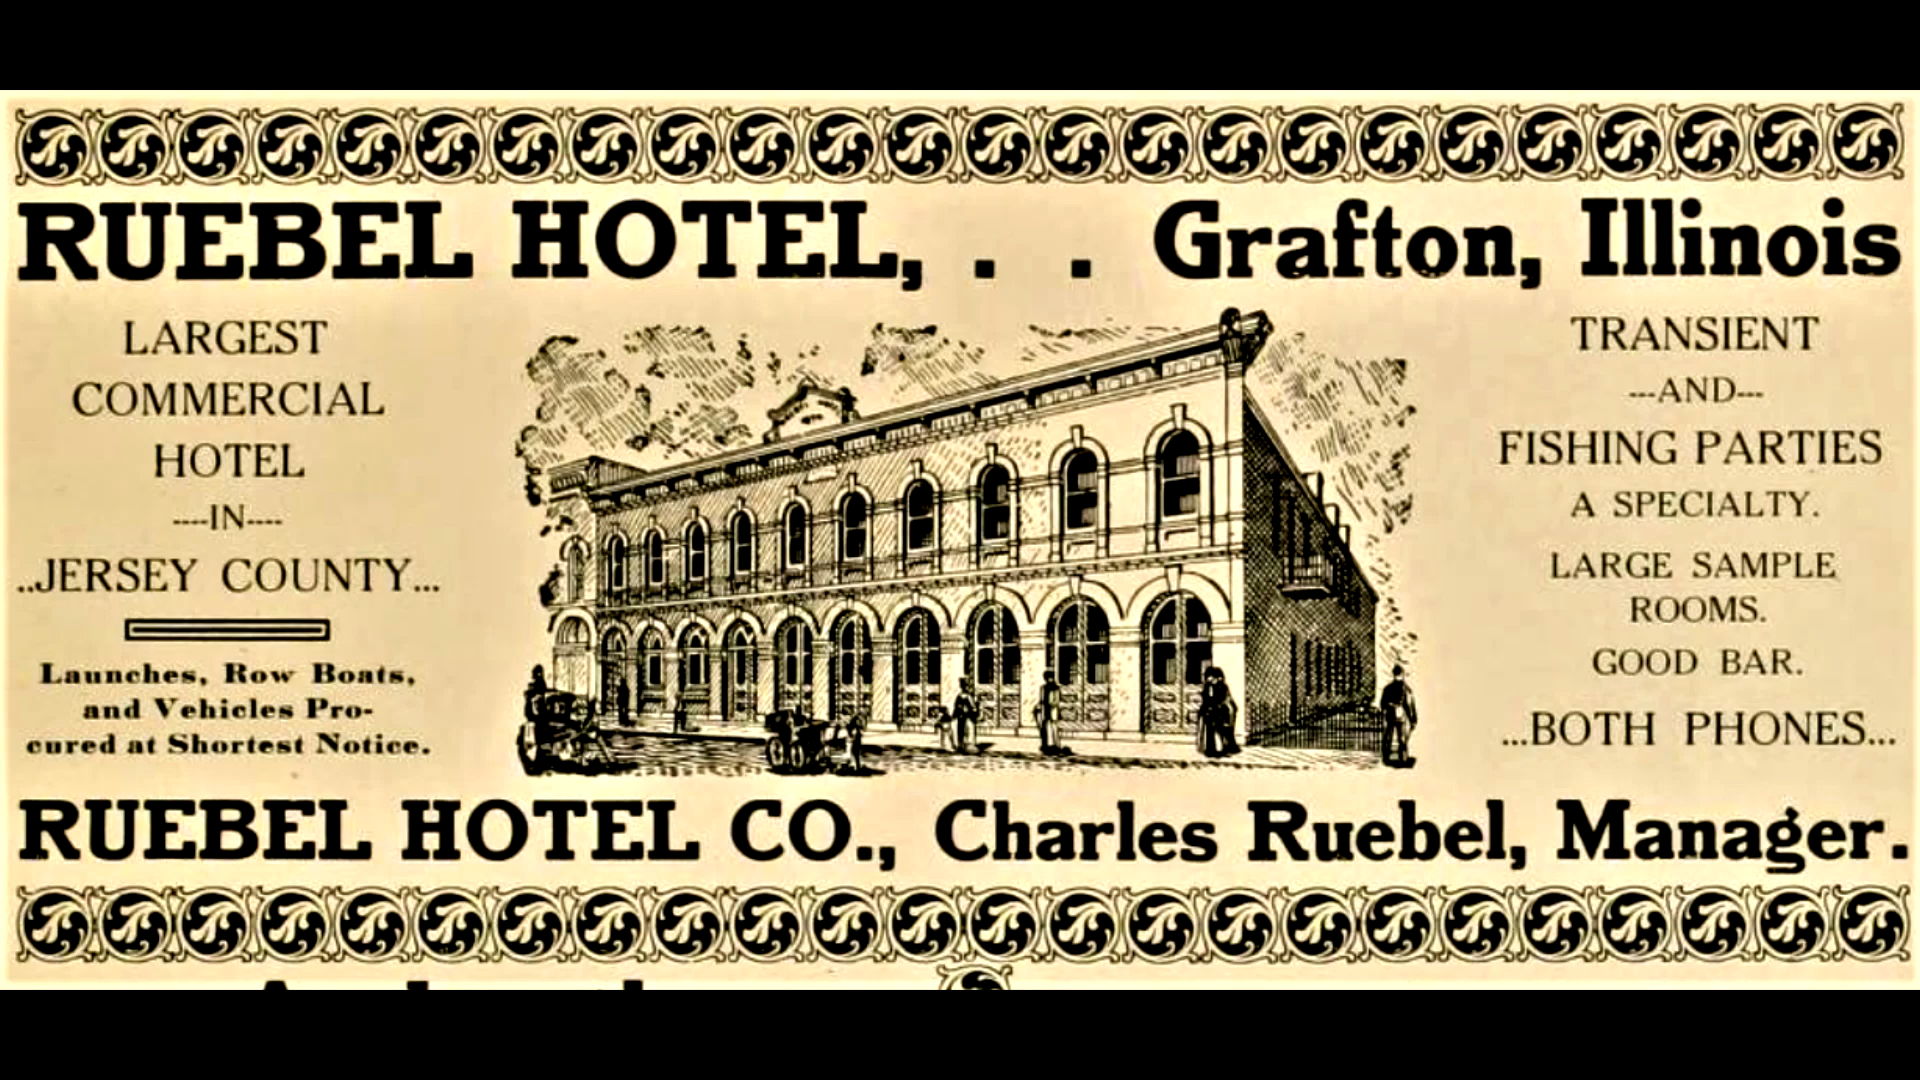 RUEBEL HOTEL, . . Grafton, Illinois
LARGEST
COMMERCIAL
HOTEL
----IN----
..JERSEY COUNTY...
Launches, Row Boats,
and Vehicles Pro-
cured at Shortest Notice.
TRANSIENT
---AND---
FISHING PARTIES
A SPECIALTY.
LARGE SAMPLE
ROOMS.
GOOD BAR.
...BOTH PHONES...
RUEBEL HOTEL CO., Charles Ruebel, Manager.